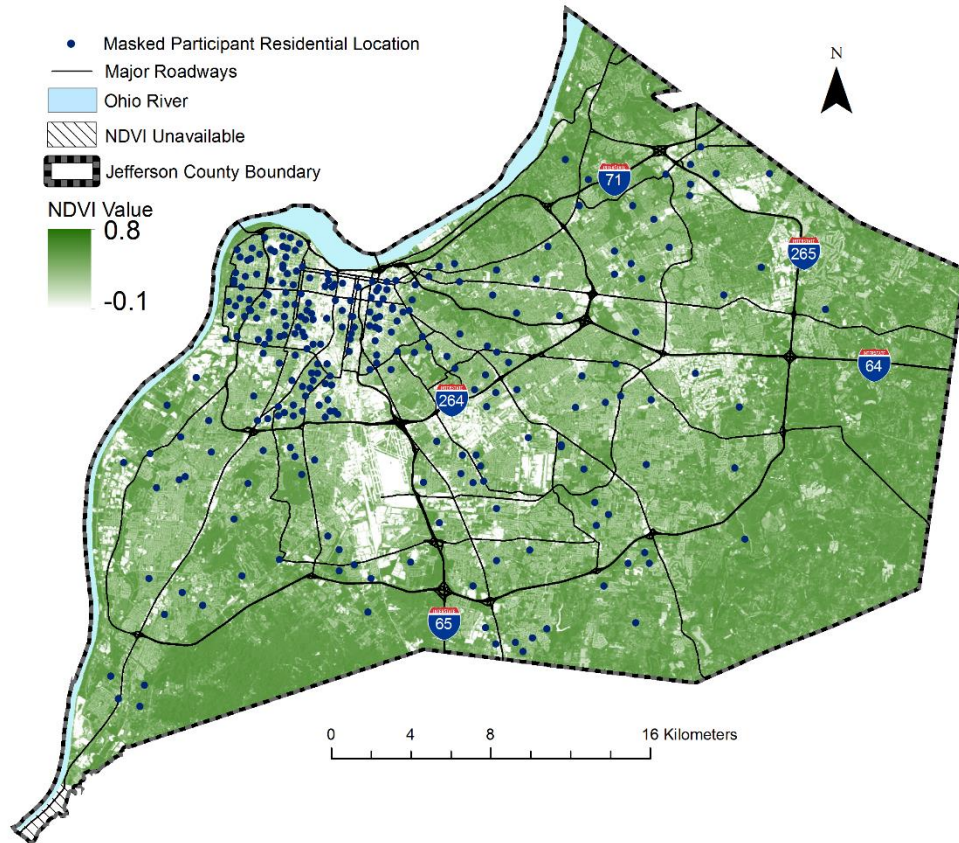 Masked Participant Residential Location
Major Roadways
Ohio River
NDVI Unavailable
Jefferson County Boundary
NDVI Value
0.8
-0.1
N
71
265
64
264
65
0 4 8 16 Kilometers